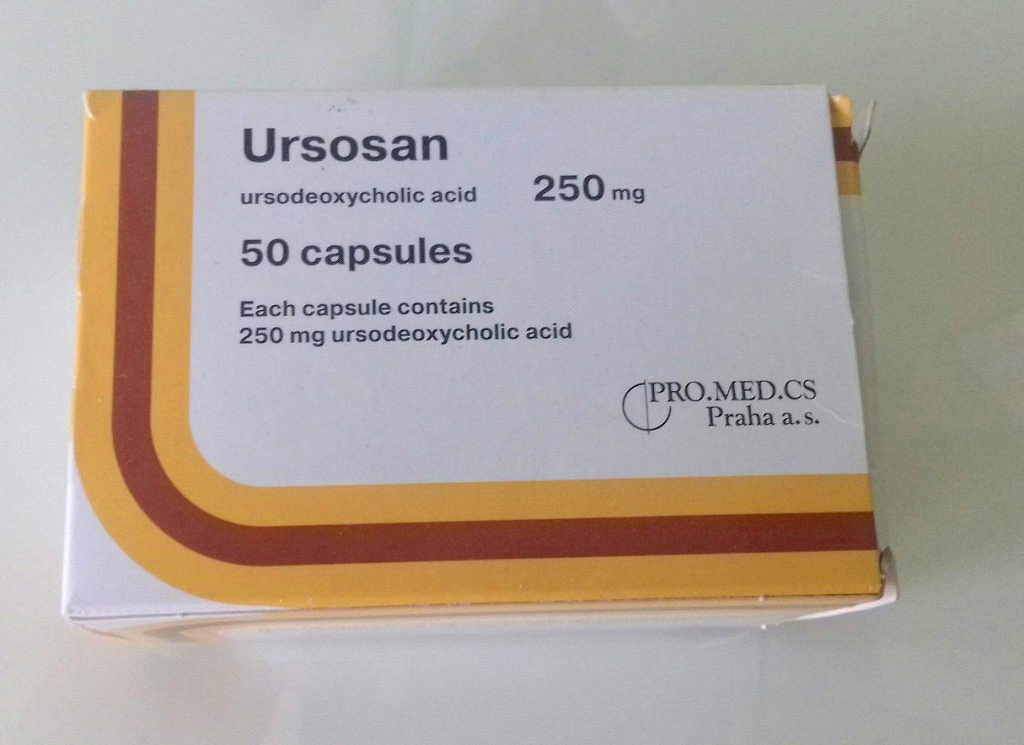 Ursosan
ursodeoxycholic acid 250 mg
50 capsules
Each capsule contains
250 mg ursodeoxycholic acid
PRO.MED.CS
Praha a. s.